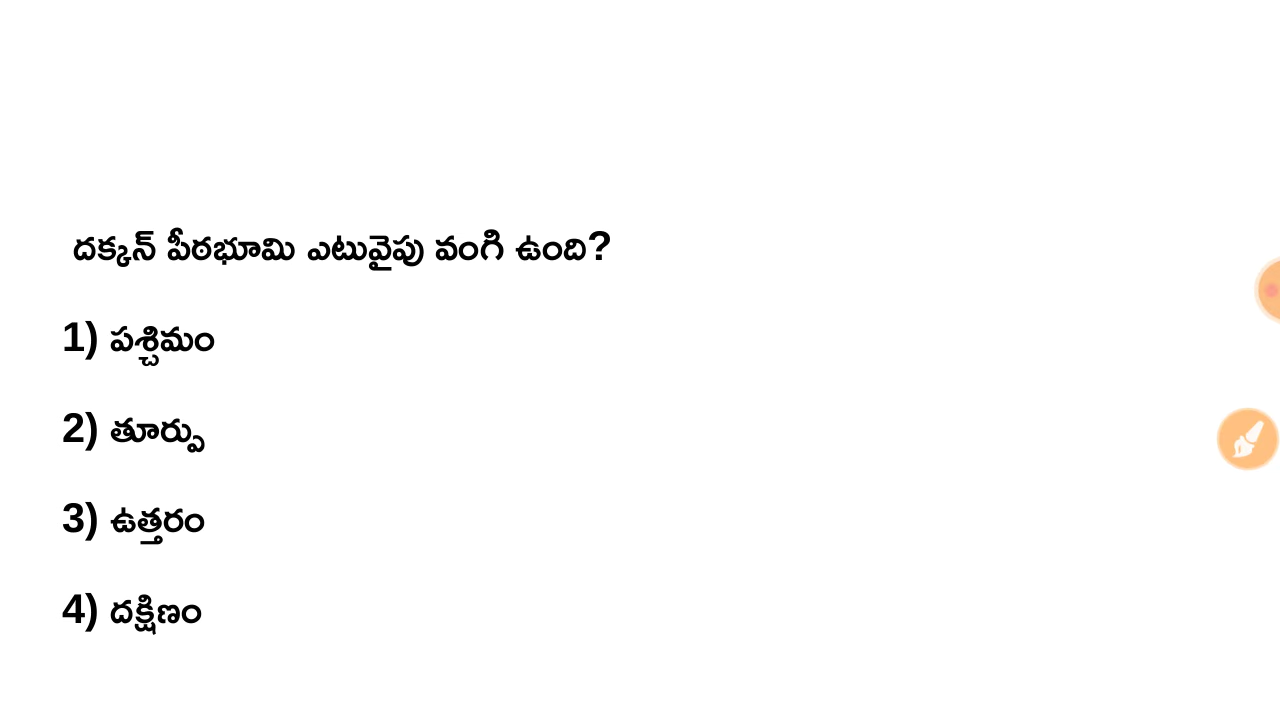 దక్కన్ పీఠభూమి ఎటువైపు వంగి ఉంది?
1) పశ్చిమం
2) తూర్పు
3) ఉత్తరం
4) దక్షిణం